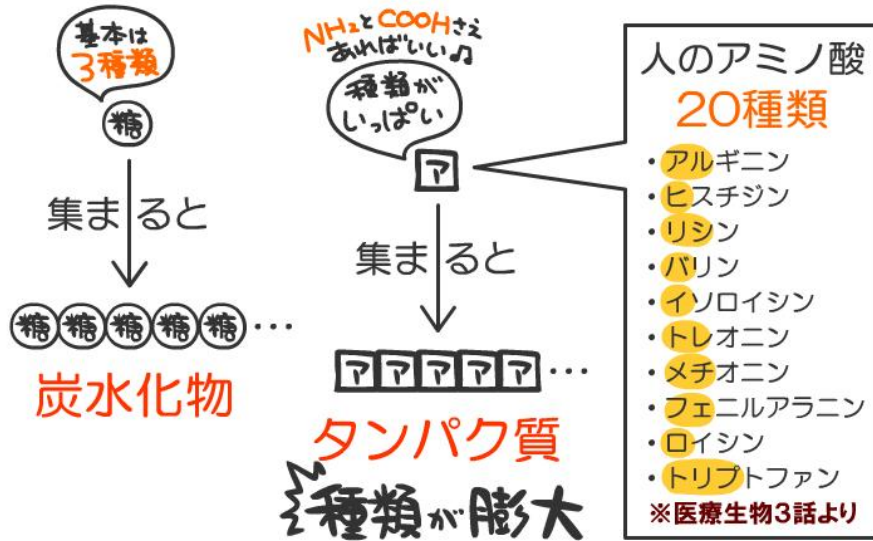 基本は
3種類
糖
集まると
糖糖糖糖糖…
炭水化物
NH₂とCOOHさえ
あればいい♫
種類が
いっぱい
ア
集まると
アアアアア…
タンパク質
種類が膨大
人のアミノ酸
20種類
・アルギニン
・ヒスチジン
・リシン
・バリン
・イソロイシン
・トレオニン
・メチオニン
・フェニルアラニン
・ロイシン
・トリプトファン
※医療生物3話より